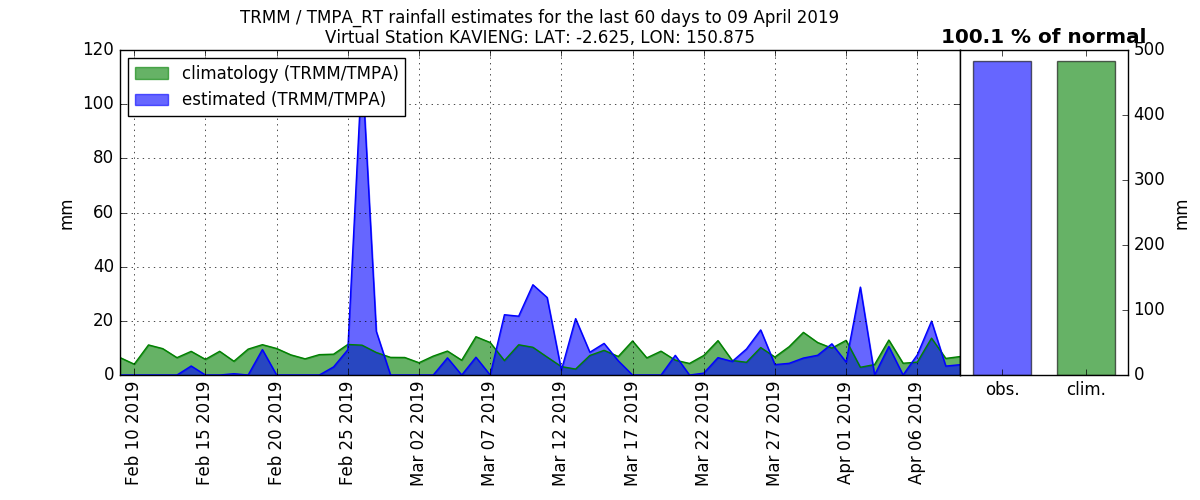 TRMM / TMPA_RT rainfall estimates for the last 60 days to 09 April 2019
Virtual Station KAVIENG: LAT: -2.625, LON: 150.875
100.1 % of normal
climatology (TRMM/TMPA)
estimated (TRMM/TMPA)
mm
120
100
80
60
40
20
0
Feb 10 2019
Feb 15 2019
Feb 20 2019
Feb 25 2019
Mar 02 2019
Mar 07 2019
Mar 12 2019
Mar 17 2019
Mar 22 2019
Mar 27 2019
Apr 01 2019
Apr 06 2019
obs.
clim.
500
400
300
200
100
0
mm